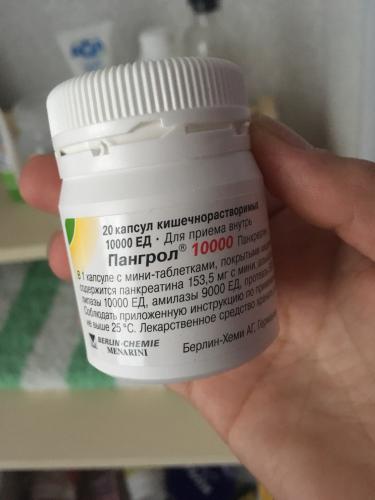 20 капсул кишечнорастворимых
10000 ЕД · Для приема внутрь
Пангрол® 10000 Панкреатин
В 1 капсуле с мини-таблетками, покрытыми
содержится панкреатина 153,5 мг с мин.
липазы 10000 ЕД, амилазы 9000 ЕД,
Соблюдать приложенную инструкцию по
не выше 25 °C. Лекарственное средство
BERLIN-CHEMIE
MENARINI
Берлин-Хеми АГ,